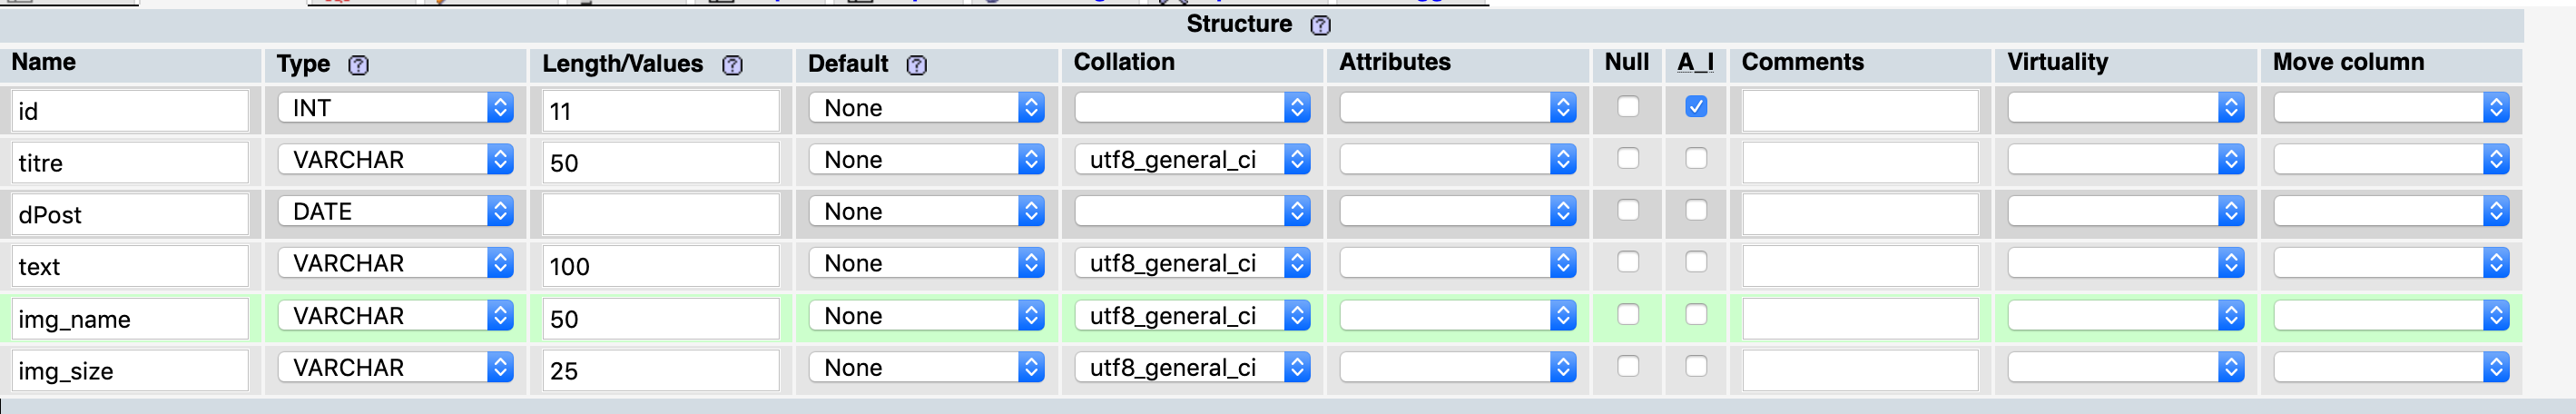 Structure
Name Type Length/Values Default Collation Attributes Null A_I Comments Virtuality Move column
id INT 11 None
titre VARCHAR 50 None utf8_general_ci
dPost DATE None
text VARCHAR 100 None utf8_general_ci
img_name VARCHAR 50 None utf8_general_ci
img_size VARCHAR 25 None utf8_general_ci